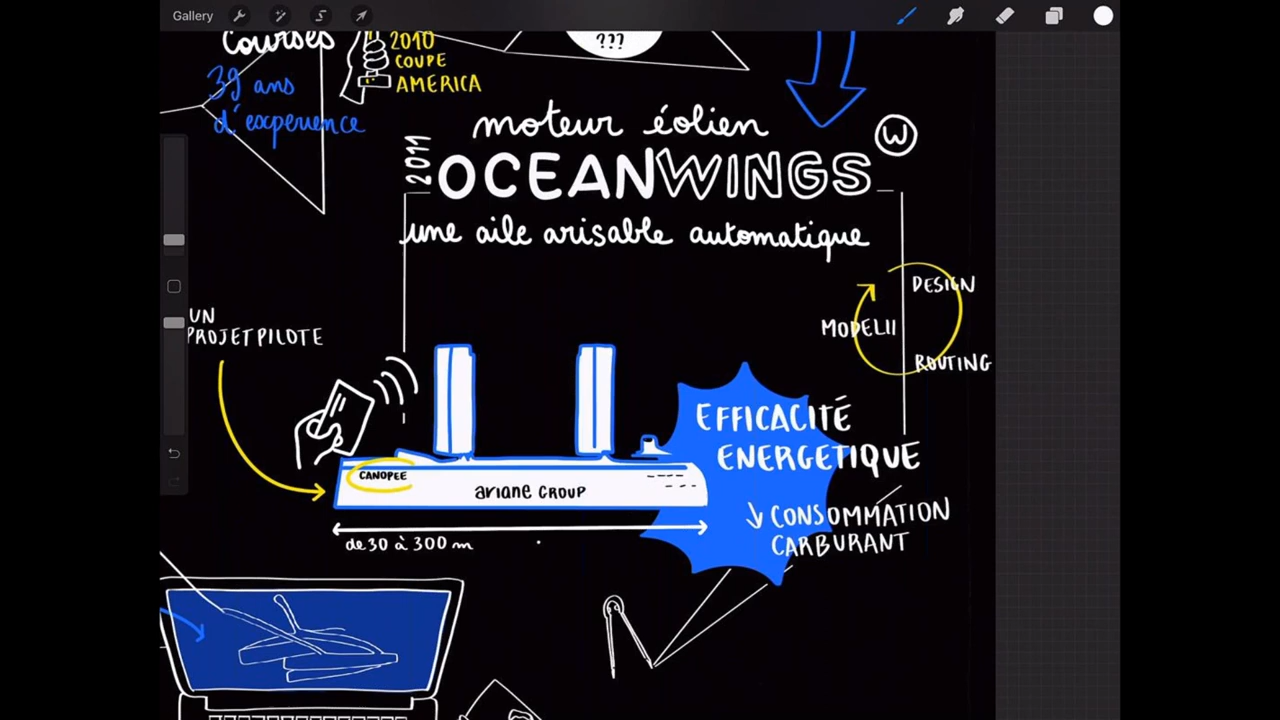 Gallery
Courses
39 ans
d'experience
2010
COUPE
AMERICA
???
moteur éolien
W
2011
OCEANWINGS
une aile arisable automatique
DESIGN
MODELII
ROUTING
UN
PROJET PILOTE
EFFICACITÉ
ENERGETIQUE
CANOPEE
ariane GROUP
↓ CONSOMMATION
CARBURANT
de 30 à 300 m